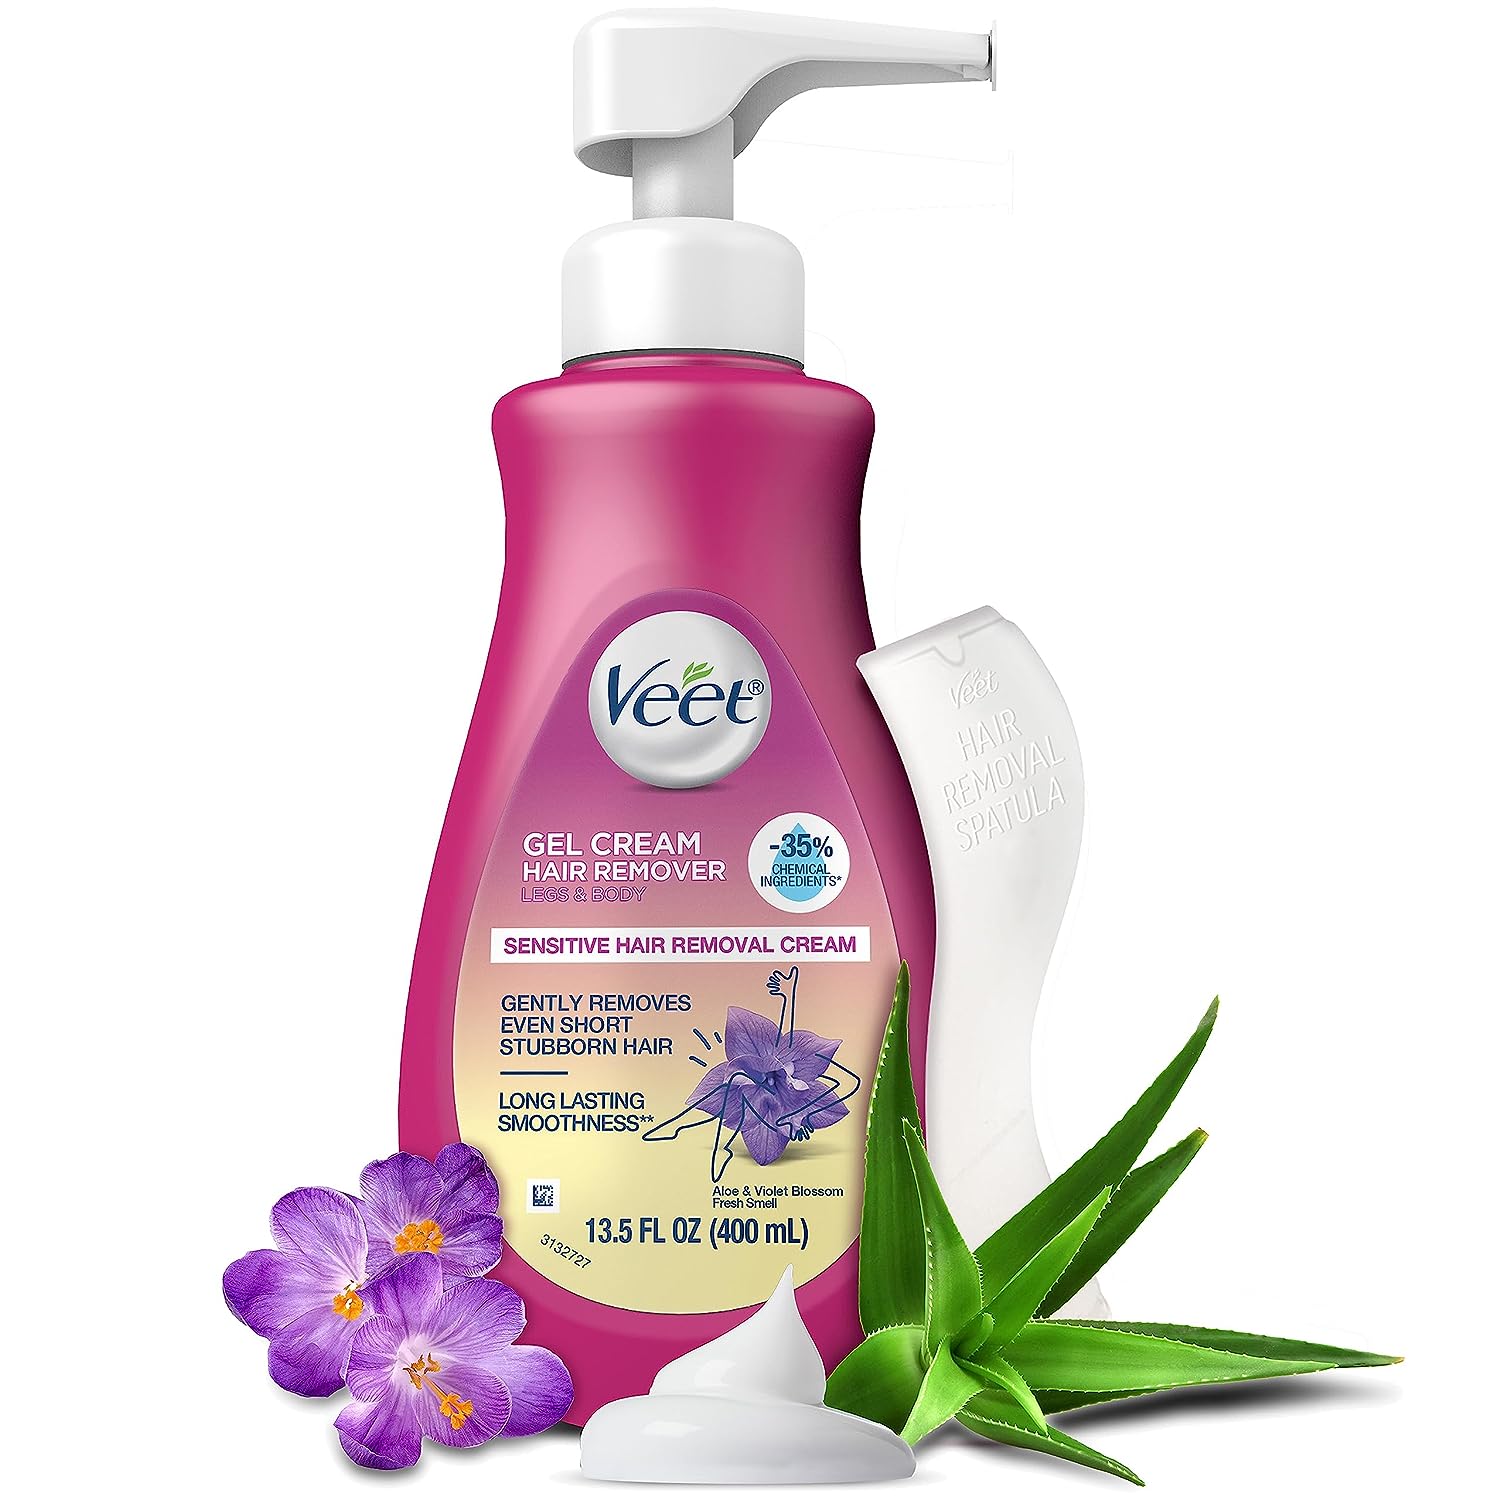 Veet®
GEL CREAM
HAIR REMOVER
LEGS & BODY
-35%
CHEMICAL
INGREDIENTS*
SENSITIVE HAIR REMOVAL CREAM
GENTLY REMOVES
EVEN SHORT
STUBBORN HAIR
LONG LASTING
SMOOTHNESS**
Aloe & Violet Blossom
Fresh Smell
13.5 FL OZ (400 mL)
3132727
Veet
HAIR
REMOVAL
SPATULA